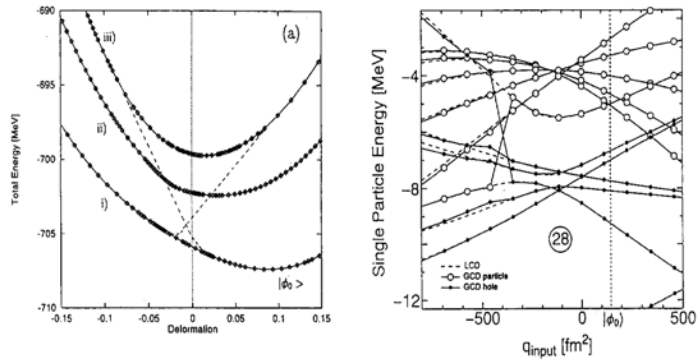 -690
-695
-700
-705
-710
Total Energy [MeV]
(a)
iii)
ii)
i)
|ϕ₀ >
-0.15
-0.1
-0.05
0
0.05
0.1
0.15
Deformation
-4
-8
-12
Single Particle Energy [MeV]
28
LCD
GCD particle
GCD hole
-500
0
|ϕ₀⟩
500
q_input [fm²]